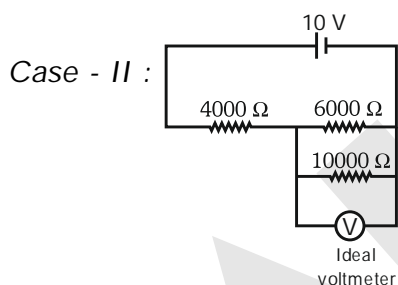 10 V
Case - II :
4000 Ω
6000 Ω
10000 Ω
V
Ideal
voltmeter